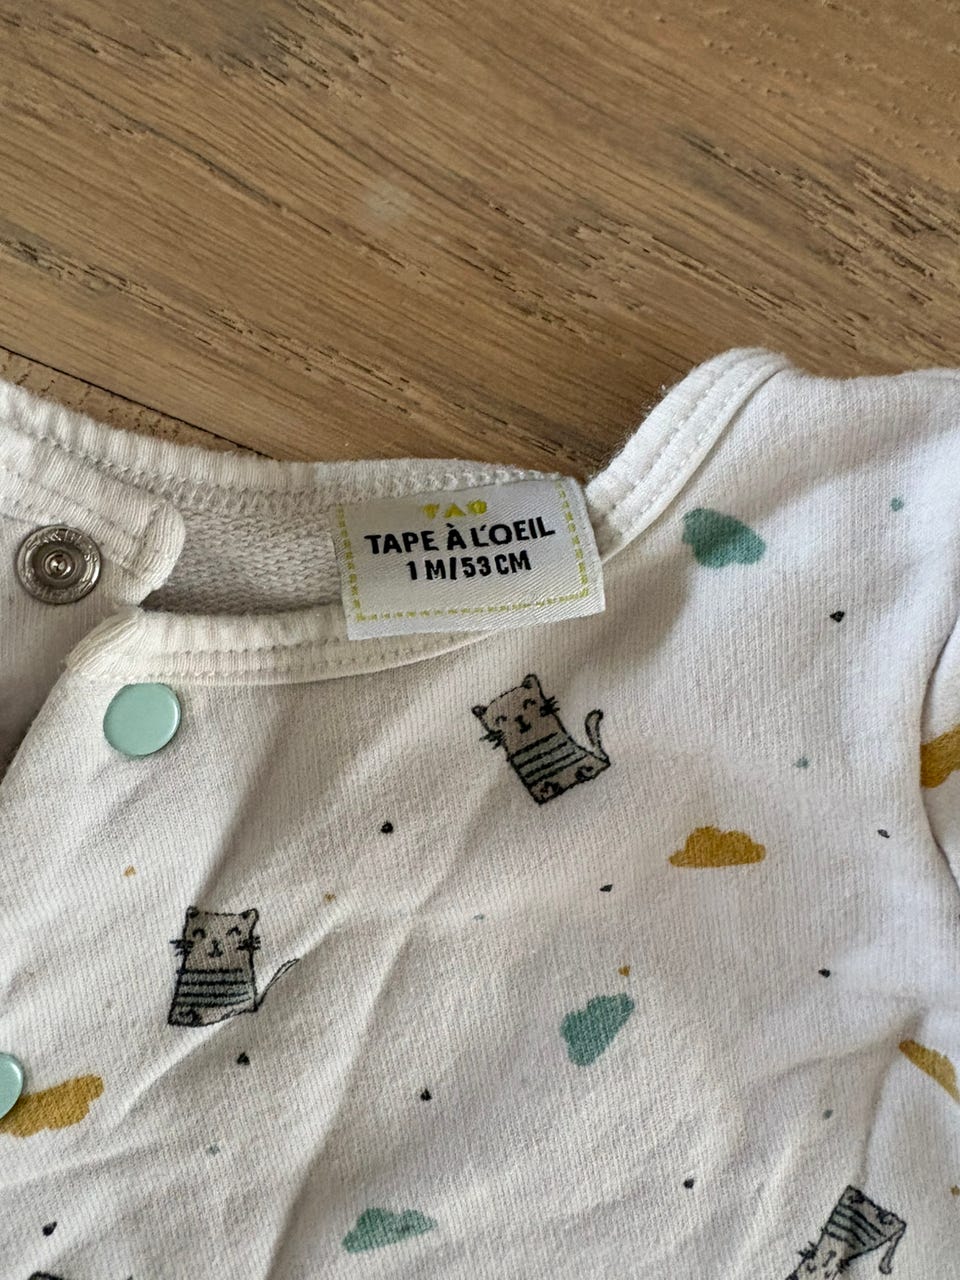 TAO
TAPE À L'OEIL
1 M/53 CM